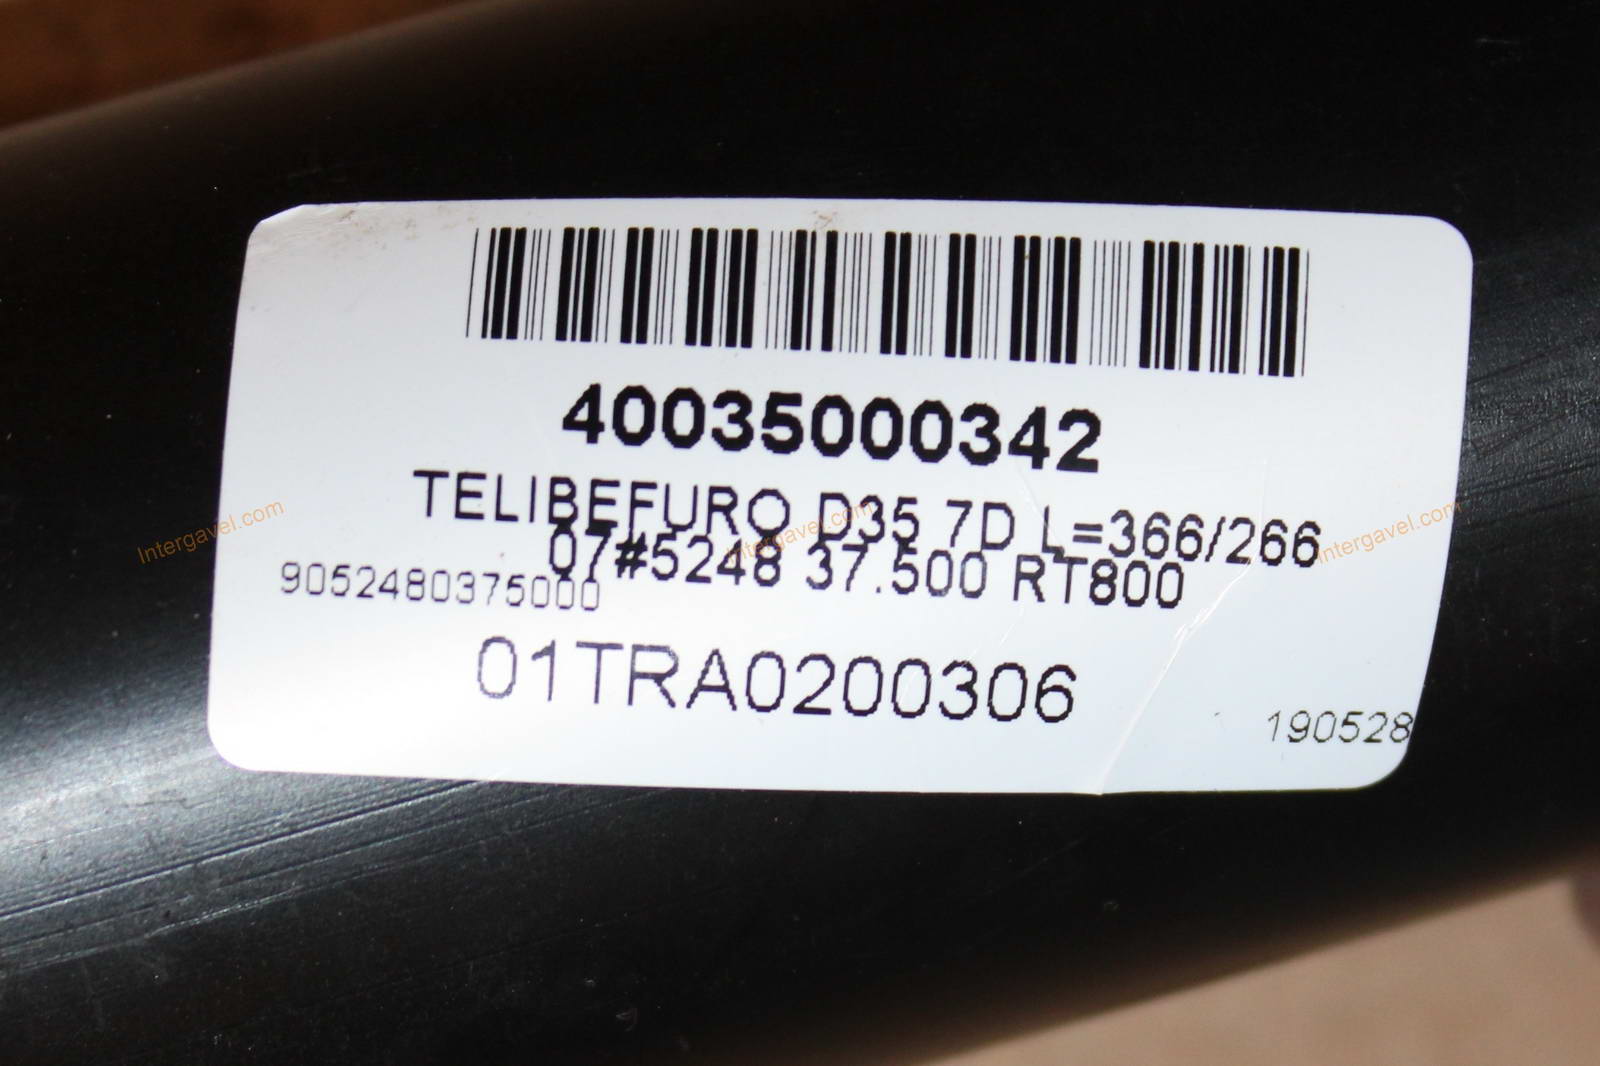 40035000342
TELIBEFURO D35 7D L=366/266
07#5248 37.500 RT800
9052480375000
01TRA0200306
190528
Intergavel.com
Intergavel.com
Intergavel.com